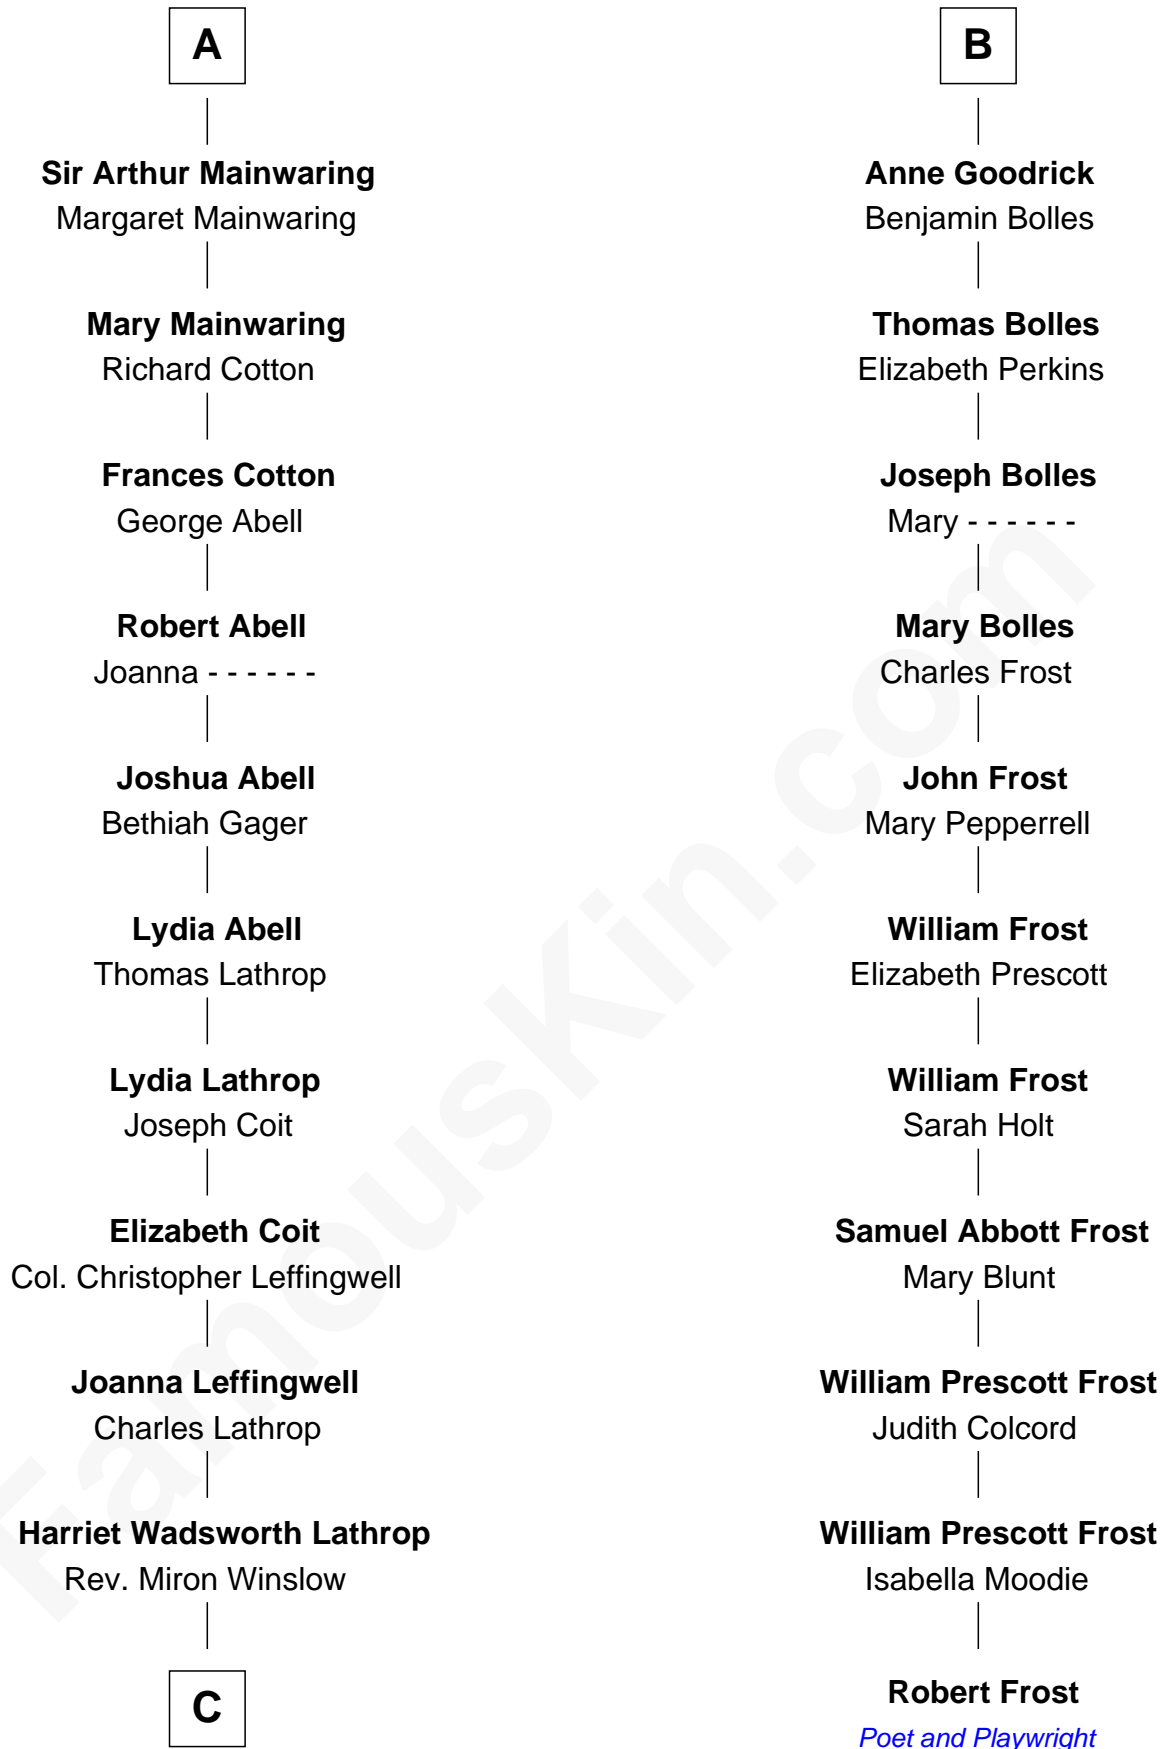 A
Sir Arthur Mainwaring
Margaret Mainwaring
Mary Mainwaring
Richard Cotton
Frances Cotton
George Abell
Robert Abell
Joanna - - - - - -
Joshua Abell
Bethiah Gager
Lydia Abell
Thomas Lathrop
Lydia Lathrop
Joseph Coit
Elizabeth Coit
Col. Christopher Leffingwell
Joanna Leffingwell
Charles Lathrop
Harriet Wadsworth Lathrop
Rev. Miron Winslow
C
B
Anne Goodrick
Benjamin Bolles
Thomas Bolles
Elizabeth Perkins
Joseph Bolles
Mary - - - - - -
Mary Bolles
Charles Frost
John Frost
Mary Pepperrell
William Frost
Elizabeth Prescott
William Frost
Sarah Holt
Samuel Abbott Frost
Mary Blunt
William Prescott Frost
Judith Colcord
William Prescott Frost
Isabella Moodie
Robert Frost
Poet and Playwright
FamousKin.com